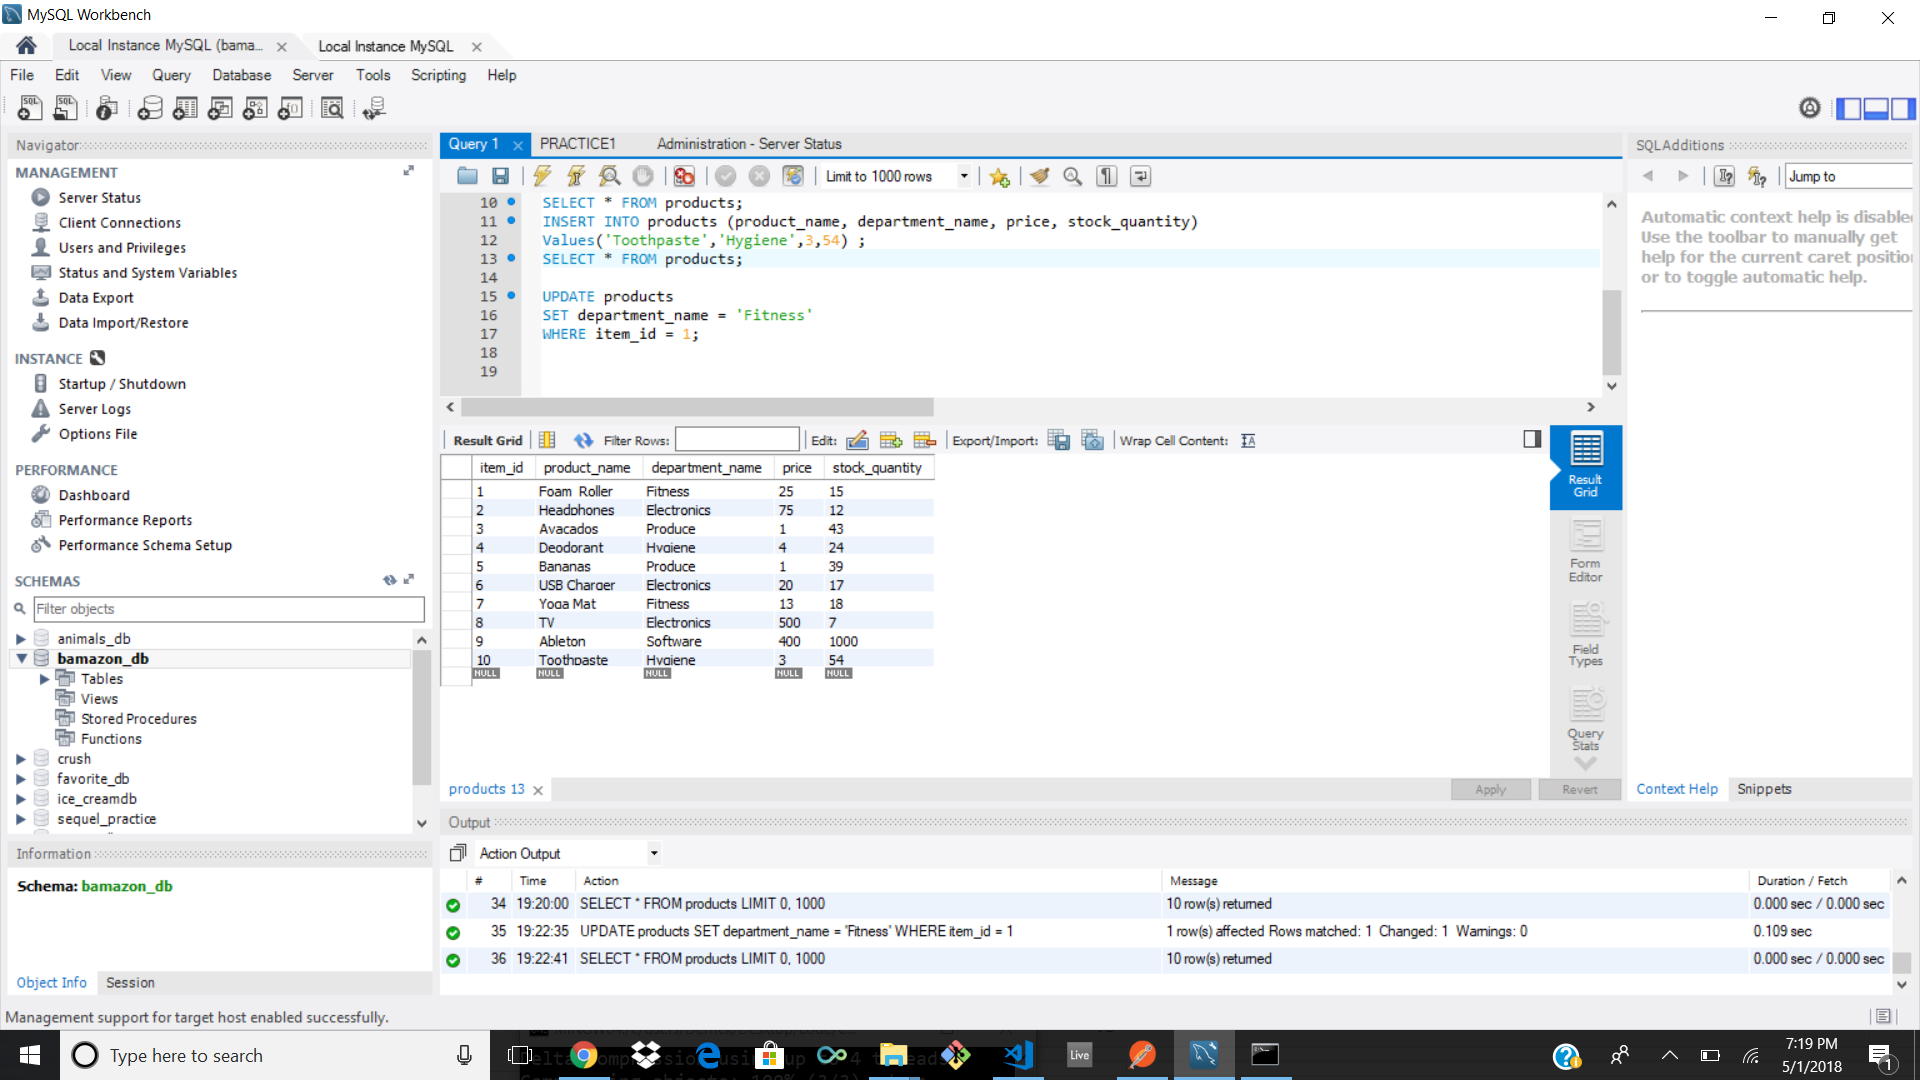 MySQL Workbench
Local Instance MySQL (bama...
Local Instance MySQL
File Edit View Query Database Server Tools Scripting Help
Navigator
MANAGEMENT
Server Status
Client Connections
Users and Privileges
Status and System Variables
Data Export
Data Import/Restore
INSTANCE
Startup / Shutdown
Server Logs
Options File
PERFORMANCE
Dashboard
Performance Reports
Performance Schema Setup
SCHEMAS
Filter objects
animals_db
bamazon_db
Tables
Views
Stored Procedures
Functions
crush
favorite_db
ice_creamdb
sequel_practice
Information
Schema: bamazon_db
Object Info Session
Query 1 PRACTICE1 Administration - Server Status
Limit to 1000 rows
10 SELECT * FROM products;
11 INSERT INTO products (product_name, department_name, price, stock_quantity)
12 Values('Toothpaste','Hygiene',3,54) ;
13 SELECT * FROM products;
14
15 UPDATE products
16 SET department_name = 'Fitness'
17 WHERE item_id = 1;
18
19
Result Grid Filter Rows: Edit: Export/Import: Wrap Cell Content:
item_id product_name department_name price stock_quantity
1 Foam Roller Fitness 25 15
2 Headphones Electronics 75 12
3 Avacados Produce 1 43
4 Deodorant Hygiene 4 24
5 Bananas Produce 1 39
6 USB Charger Electronics 20 17
7 Yoga Mat Fitness 13 18
8 TV Electronics 500 7
9 Ableton Software 400 1000
10 Toothpaste Hygiene 3 54
NULL NULL NULL NULL NULL
Result Grid
Form Editor
Field Types
Query Stats
products 13
Apply Revert
SQLAdditions
Jump to
Automatic context help is disable
Use the toolbar to manually get
help for the current caret positio
or to toggle automatic help.
Context Help Snippets
Output
Action Output
# Time Action Message Duration / Fetch
34 19:20:00 SELECT * FROM products LIMIT 0, 1000 10 row(s) returned 0.000 sec / 0.000 sec
35 19:22:35 UPDATE products SET department_name = 'Fitness' WHERE item_id = 1 1 row(s) affected Rows matched: 1 Changed: 1 Warnings: 0 0.109 sec
36 19:22:41 SELECT * FROM products LIMIT 0, 1000 10 row(s) returned 0.000 sec / 0.000 sec
Management support for target host enabled successfully.
Type here to search
Live
7:19 PM
5/1/2018
1